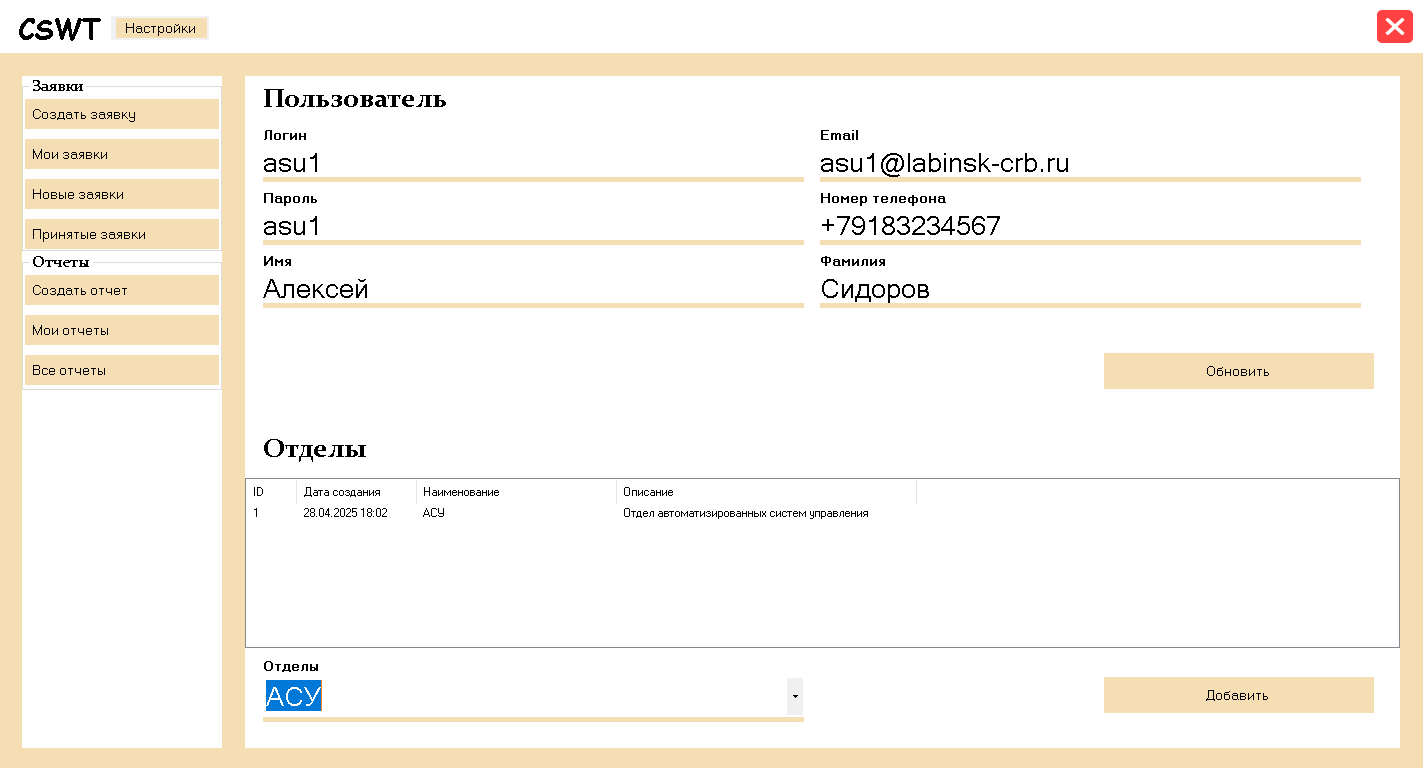 CSWT Настройки
Заявки
Создать заявку
Мои заявки
Новые заявки
Принятые заявки
Отчеты
Создать отчет
Мои отчеты
Все отчеты
Пользователь
Логин Email
asu1 asu1@labinsk-crb.ru
Пароль Номер телефона
asu1 +79183234567
Имя Фамилия
Алексей Сидоров
Обновить
Отделы
ID Дата создания Наименование Описание
1 28.04.2025 18:02 АСУ Отдел автоматизированных систем управления
Отделы
АСУ
Добавить